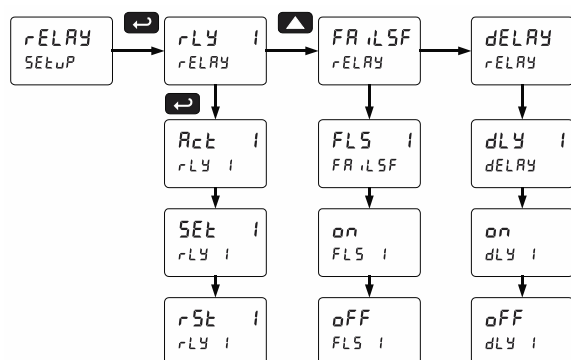 rELAY
SEtuP
rLY 1
rELAY
FAiLSF
rELAY
dELAY
rELAY
Act 1
rLY 1
FLS 1
FAiLSF
dLY 1
dELAY
SEt 1
rLY 1
on
FLS 1
on
dLY 1
rSt 1
rLY 1
oFF
FLS 1
oFF
dLY 1